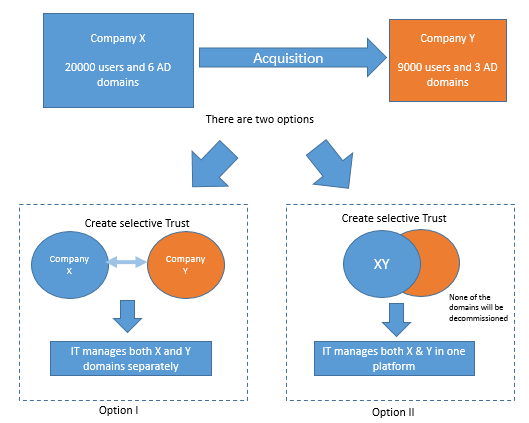 Company X
20000 users and 6 AD
domains
Acquisition
Company Y
9000 users and 3 AD
domains
There are two options
Create selective Trust
Company
X
Company
Y
IT manages both X and Y
domains separately
Option I
Create selective Trust
XY
None of the
domains will be
decommissioned
IT manages both X & Y in one
platform
Option II